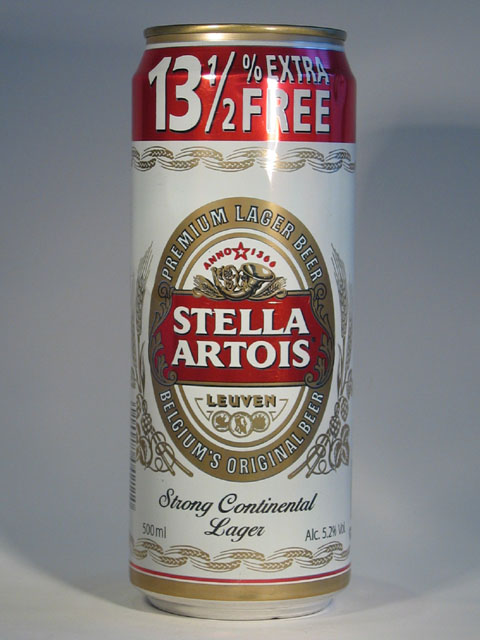 13 1/2 % EXTRA FREE
PREMIUM LAGER BEER
ANNO 1366
STELLA
ARTOIS
LEUVEN
BELGIUM'S ORIGINAL BEER
Strong Continental
Lager
500ml
Alc. 5.2% Vol.